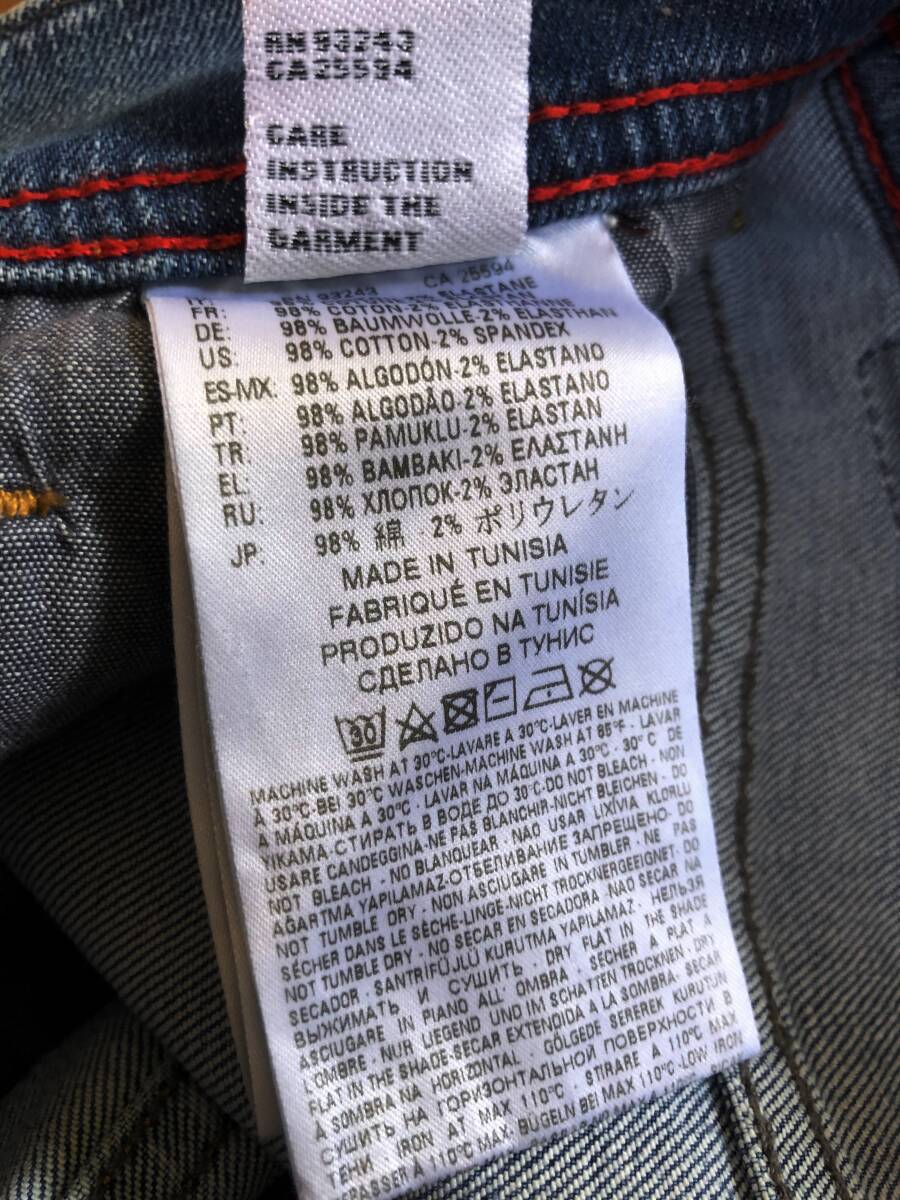 RN 93243
CA 25594
CARE
INSTRUCTION
INSIDE THE
GARMENT
93243 CA 25594
FR: 98% COTON-2% ELASTANE
DE: 98% BAUMWOLLE-2% ELASTHAN
US: 98% COTTON-2% SPANDEX
ES-MX: 98% ALGODÓN-2% ELASTANO
PT: 98% ALGODÃO-2% ELASTANO
TR: 98% PAMUKLU-2% ELASTAN
EL: 98% ΒΑΜΒΑΚΙ-2% ΕΛΑΣΤΑΝΗ
RU: 98% ХЛОПОК-2% ЭЛАСТАН
JP: 98% 綿 · 2% ポリウレタン
MADE IN TUNISIA
FABRIQUÉ EN TUNISIE
PRODUZIDO NA TUNÍSIA
СДЕЛАНО В ТУНИС
30
MACHINE WASH AT 30°C-LAVARE A 30°C-LAVER EN MACHINE
À 30°C-BEI 30°C WASCHEN-MACHINE WASH AT 85°F · LAVAR
A MÁQUINA A 30°C · LAVAR NA MÁQUINA A 30°C · 30° C DE
YIKAMA-СТИРАТЬ В ВОДЕ ДО 30°C-DO NOT BLEACH · NON
USARE CANDEGGINA-NE PAS BLANCHIR-NICHT BLEICHEN · DO
NOT BLEACH · NO BLANQUEAR · NAO USAR LIXÍVIA KLORLU
AĞARTMA YAPILAMAZ-ОТБЕЛИВАНИЕ ЗАПРЕЩЕНО- DO
NOT TUMBLE DRY · NON ASCIUGARE IN TUMBLER · NE PAS
SÉCHER DANS LE SÈCHE-LINGE-NICHT TROCKNERGEEIGNET · DO
NOT TUMBLE DRY · NO SECAR EN SECADORA · NAO SECAR NA
SECADOR · SANTRİFÜJLÜ KURUTMA YAPILAMAZ · НЕЛЬЗЯ
ВЫЖИМАТЬ И СУШИТЬ · DRY FLAT IN THE SHADE
ASCIUGARE IN PIANO ALL' OMBRA · SÉCHER À PLAT A
L'OMBRE · NUR LIEGEND UND IM SCHATTEN TROCKNEN · DRY
FLAT IN THE SHADE-SECAR EXTENDIDA A LA SOMBRA- SECAR
A SOMBRA NA HORIZONTAL · GÖLGEDE SEREREK KURUTUN
СУШИТЬ НА ГОРИЗОНТАЛЬНОЙ ПОВЕРХНОСТИ В
ТЕНИ · IRON AT MAX 110°C · STIRARE A 110°C MAX
REPASSER À 110°C MAX. BÜGELN BEI MAX 110°C -LOW IRON